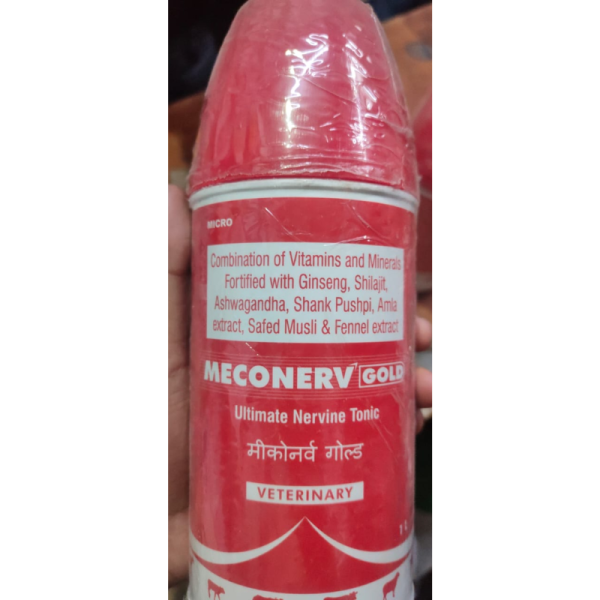 MICRO
Combination of Vitamins and Minerals
Fortified with Ginseng, Shilajit,
Ashwagandha, Shank Pushpi, Amla
extract, Safed Musli & Fennel extract
MECONERV GOLD
Ultimate Nervine Tonic
मीकोनर्व गोल्ड
VETERINARY
1 L